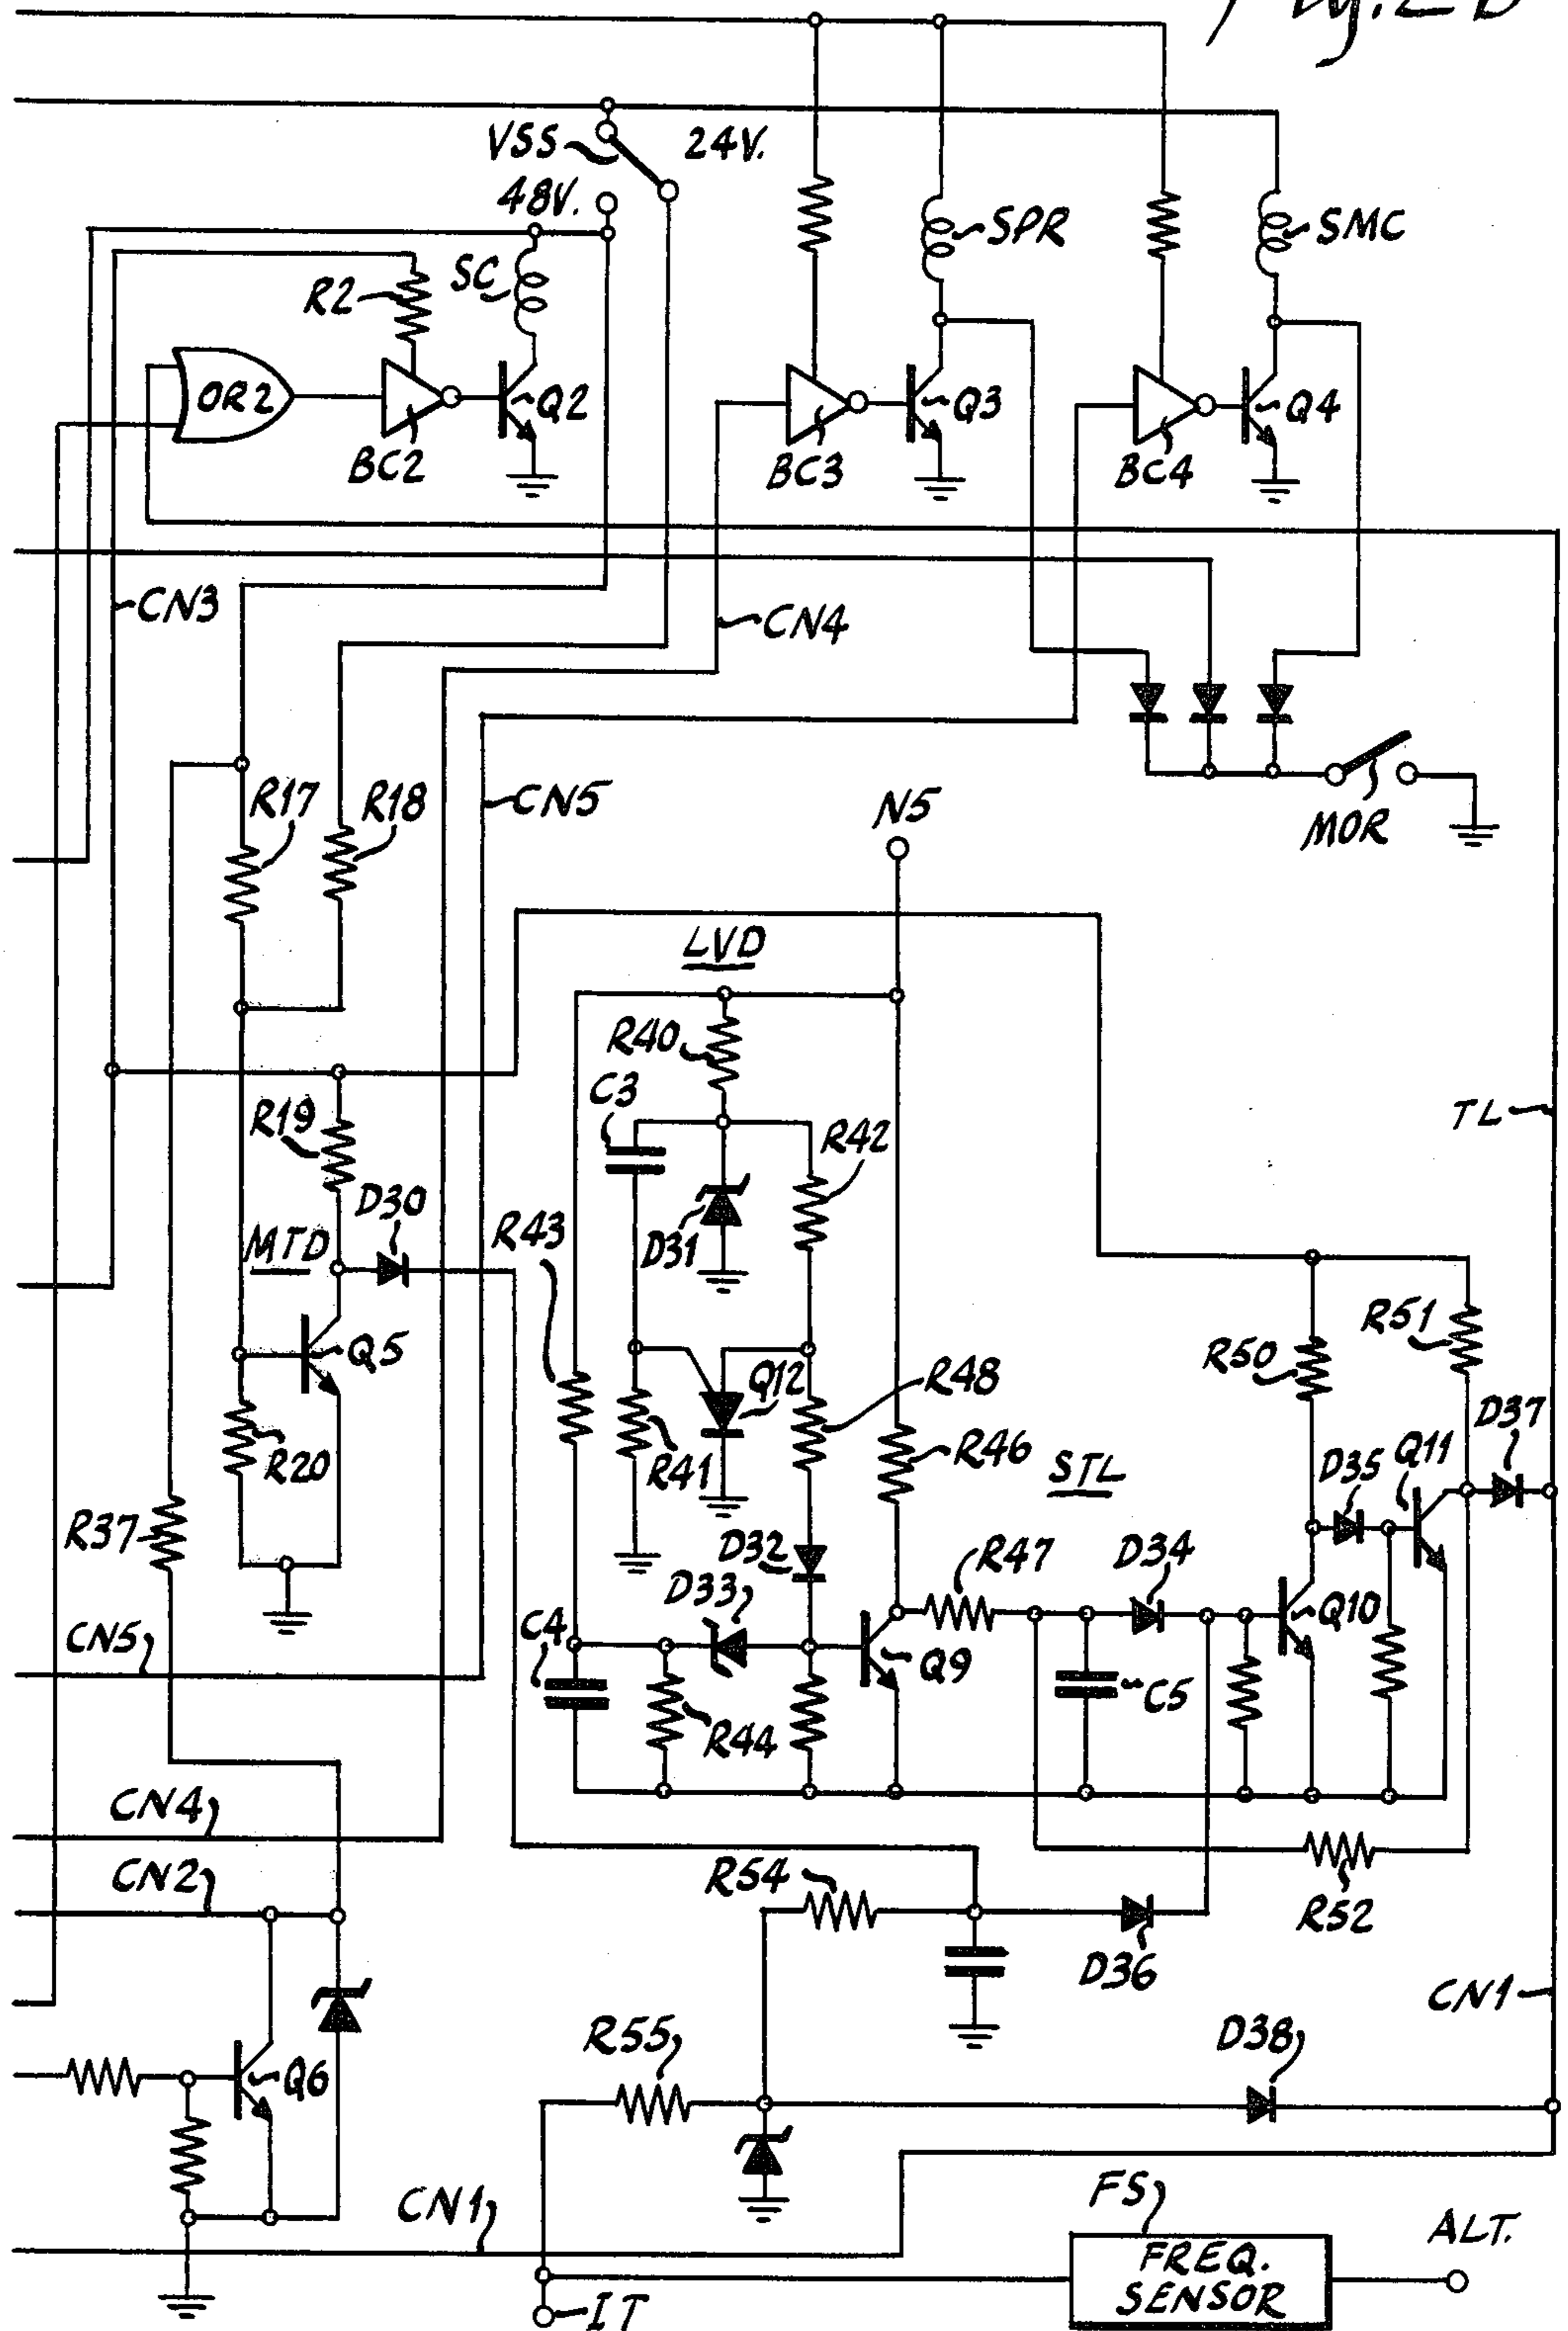 Fig. 2B
VSS
24V.
48V.
SPR
SMC
SC
R2
OR2
Q2
Q3
Q4
BC2
BC3
BC4
CN3
CN4
R17
R18
CN5
N5
MOR
LVD
R40
C3
TL
R19
R42
D30
R43
D31
MTD
R51
Q5
R50
Q12
R48
D37
R20
R41
R46
D35
Q11
STL
R37
D32
R47
D34
D33
Q10
CN5
C4
Q9
C5
R44
CN4
CN2
R54
R52
D36
CN1
R55
D38
Q6
FS
CN1
ALT.
FREQ.
SENSOR
IT